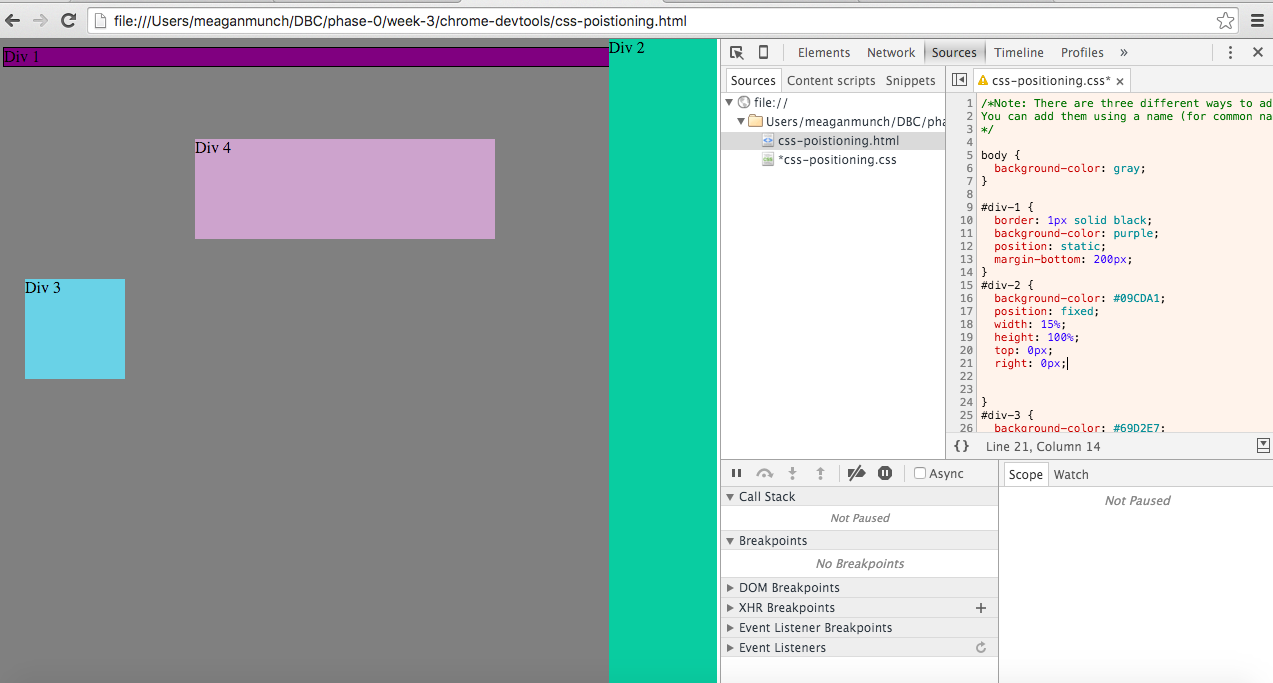 file:///Users/meaganmunch/DBC/phase-0/week-3/chrome-devtools/css-poistioning.html
Div 1
Div 2
Div 4
Div 3
Elements Network Sources Timeline Profiles »
Sources Content scripts Snippets
file://
Users/meaganmunch/DBC/pha
css-poistioning.html
*css-positioning.css
css-positioning.css* ×
1 /*Note: There are three different ways to ad
2 You can add them using a name (for common na
3 */
4
5 body {
6 background-color: gray;
7 }
8
9 #div-1 {
10 border: 1px solid black;
11 background-color: purple;
12 position: static;
13 margin-bottom: 200px;
14 }
15 #div-2 {
16 background-color: #09CDA1;
17 position: fixed;
18 width: 15%;
19 height: 100%;
20 top: 0px;
21 right: 0px;
22
23
24 }
25 #div-3 {
26 background-color: #69D2E7;
{} Line 21, Column 14
Async
Call Stack
Not Paused
Breakpoints
No Breakpoints
DOM Breakpoints
XHR Breakpoints
Event Listener Breakpoints
Event Listeners
Scope Watch
Not Paused